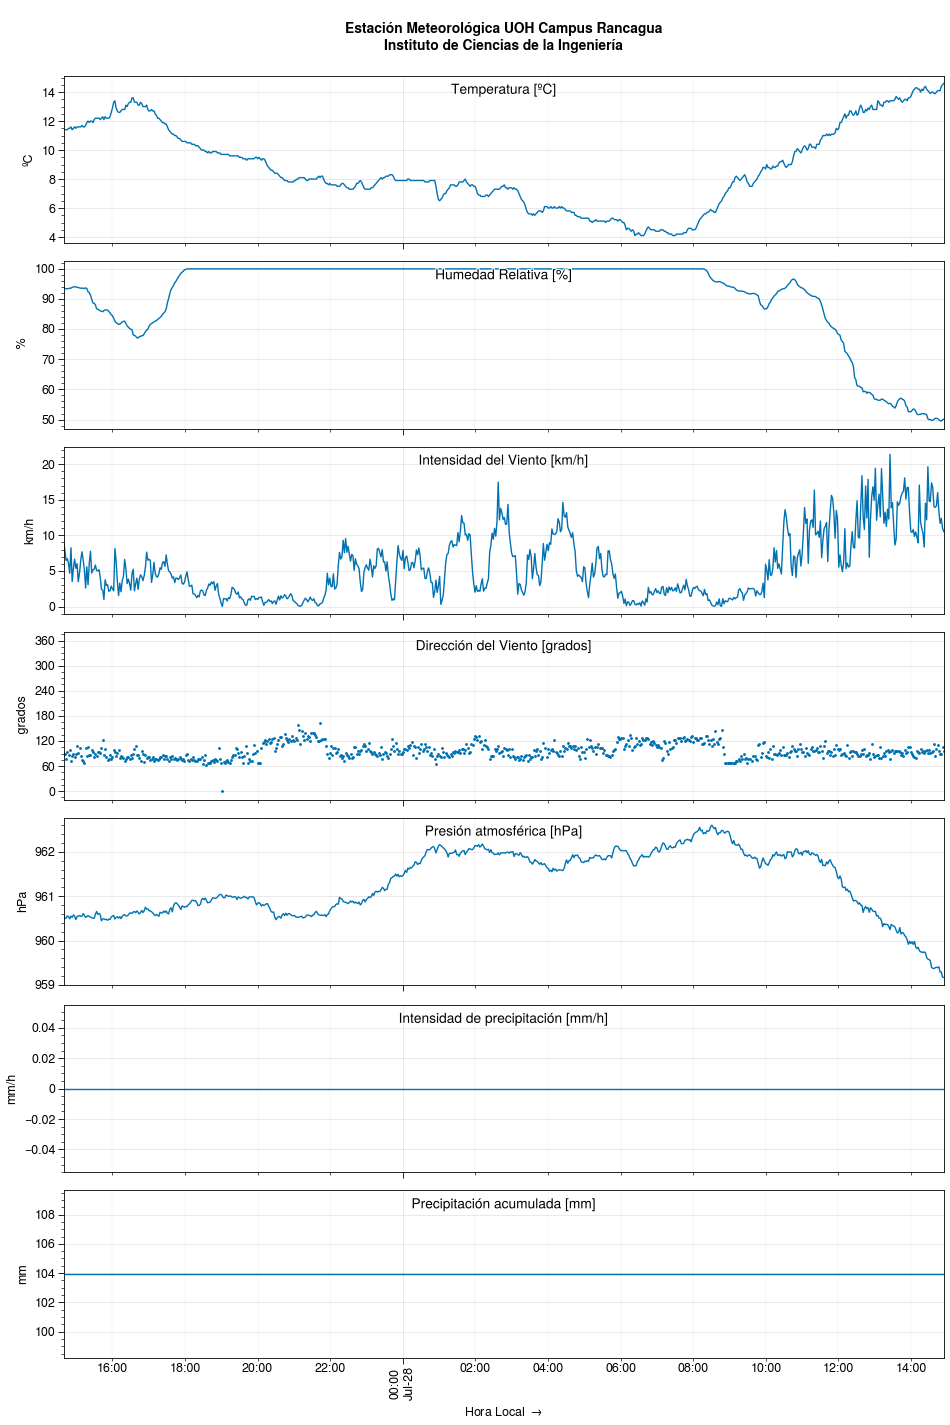 Estación Meteorológica UOH Campus Rancagua
Instituto de Ciencias de la Ingeniería
Temperatura [ºC]
ºC
14
12
10
8
6
4
Humedad Relativa [%]
%
100
90
80
70
60
50
Intensidad del Viento [km/h]
km/h
20
15
10
5
0
Dirección del Viento [grados]
grados
360
300
240
180
120
60
0
Presión atmosférica [hPa]
hPa
962
961
960
959
Intensidad de precipitación [mm/h]
mm/h
0.04
0.02
0
−0.02
−0.04
Precipitación acumulada [mm]
mm
108
106
104
102
100
16:00 18:00 20:00 22:00 00:00 02:00 04:00 06:00 08:00 10:00 12:00 14:00
Jul-28
Hora Local →